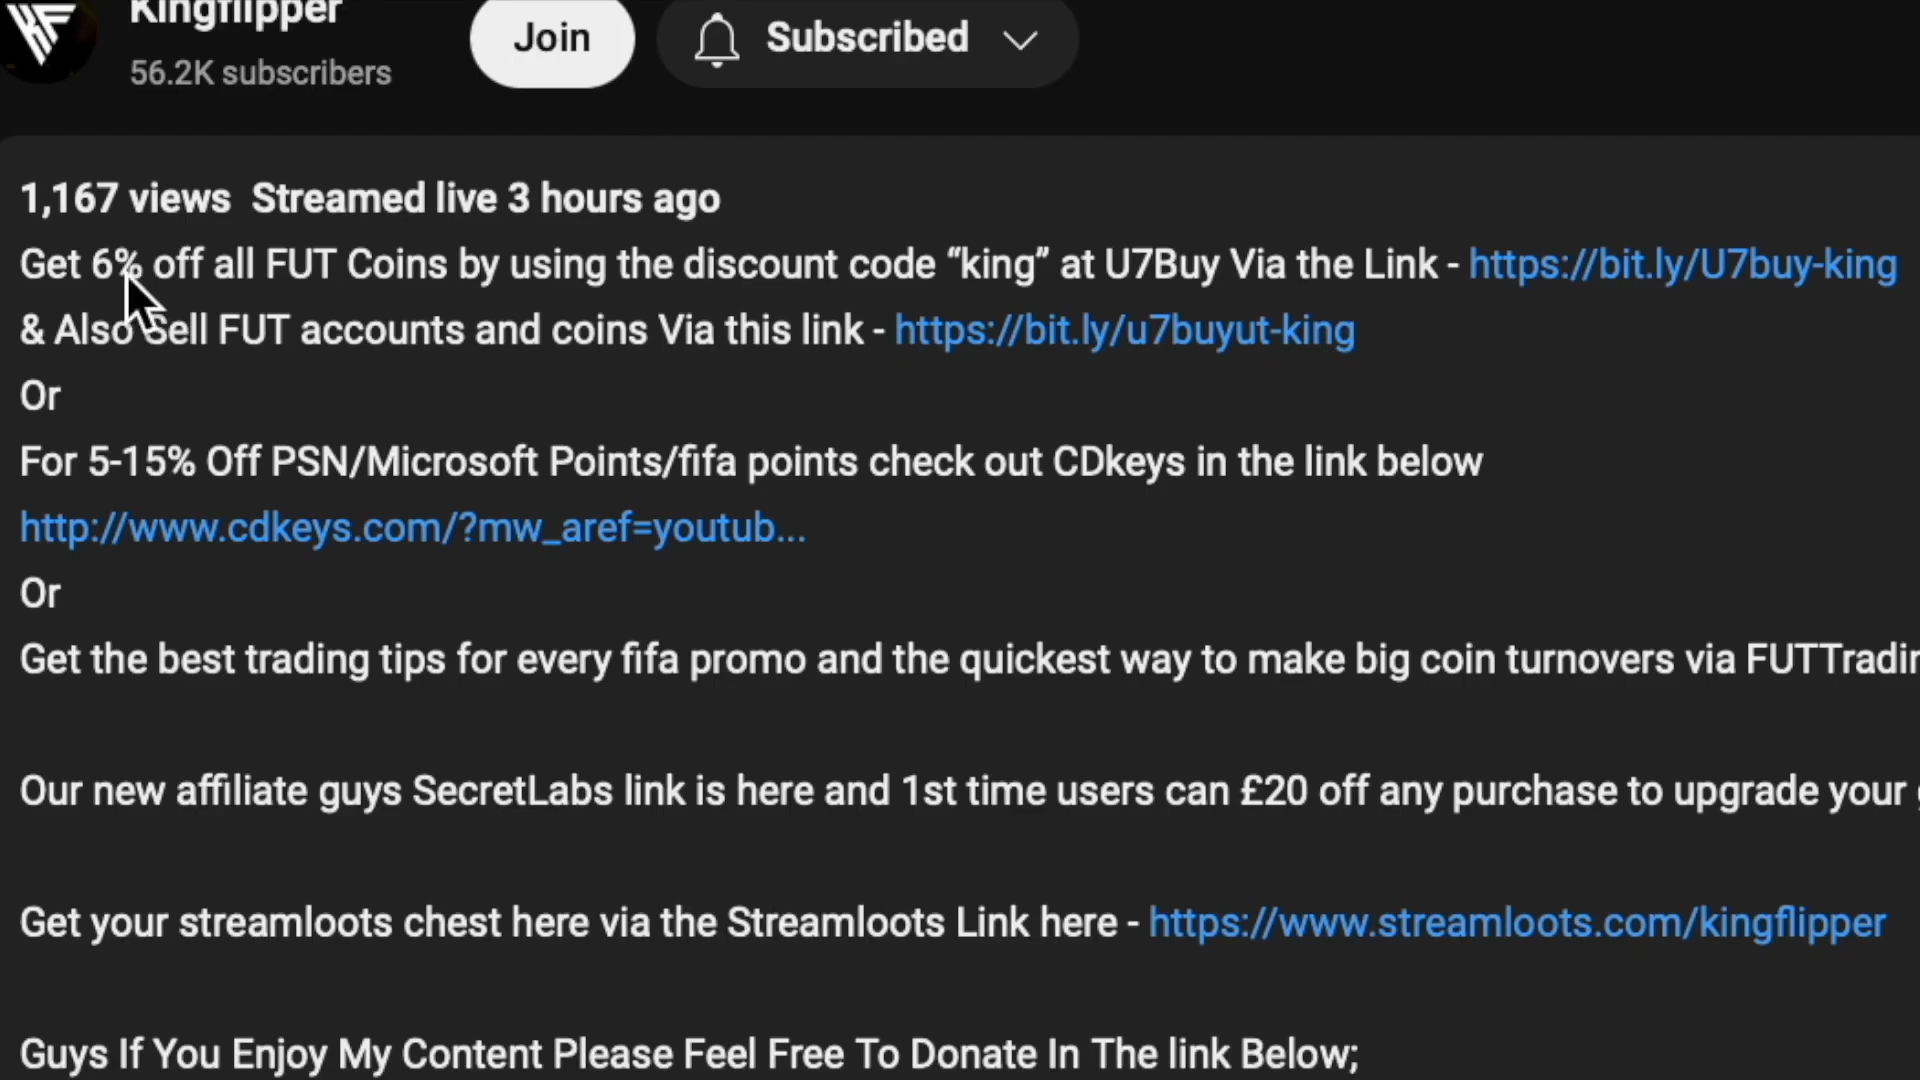 Kingflipper
56.2K subscribers
Join
Subscribed
1,167 views Streamed live 3 hours ago
Get 6% off all FUT Coins by using the discount code “king” at U7Buy Via the Link - https://bit.ly/U7buy-king
& Also Sell FUT accounts and coins Via this link - https://bit.ly/u7buyut-king
Or
For 5-15% Off PSN/Microsoft Points/fifa points check out CDkeys in the link below
http://www.cdkeys.com/?mw_aref=youtub...
Or
Get the best trading tips for every fifa promo and the quickest way to make big coin turnovers via FUTTradin
Our new affiliate guys SecretLabs link is here and 1st time users can £20 off any purchase to upgrade your
Get your streamloots chest here via the Streamloots Link here - https://www.streamloots.com/kingflipper
Guys If You Enjoy My Content Please Feel Free To Donate In The link Below;